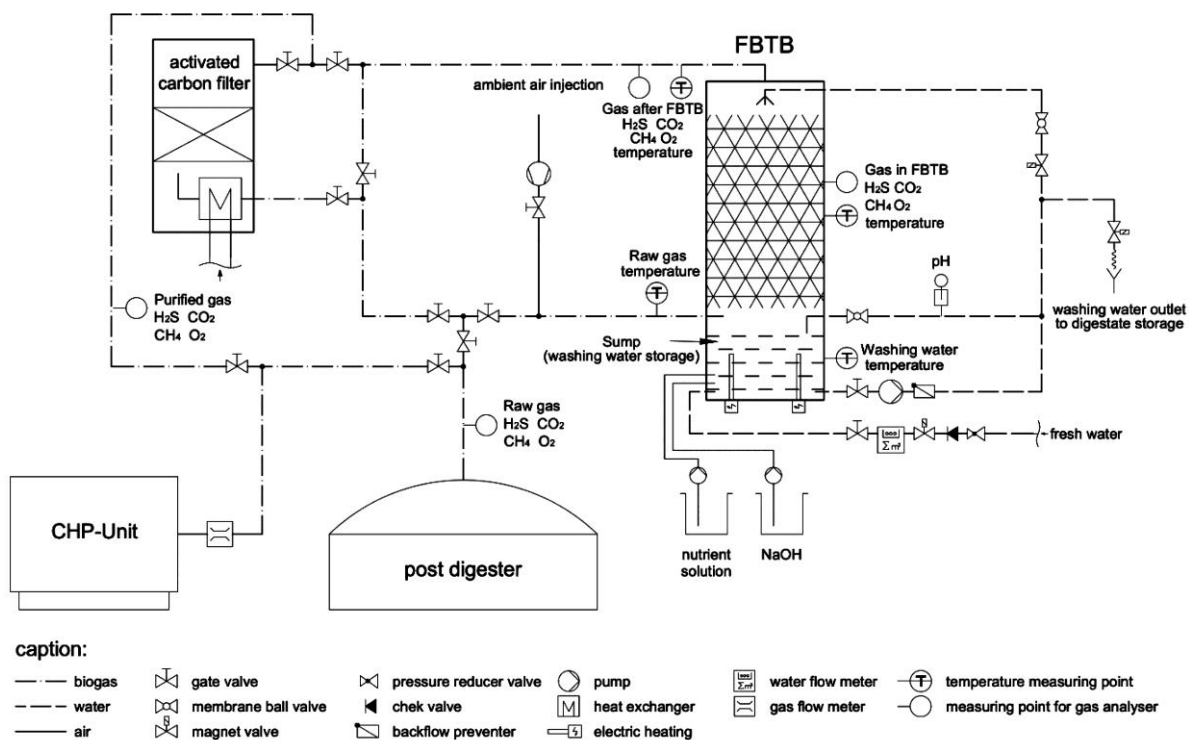 FBTB
activated
carbon filter
ambient air injection
Gas after FBTB
H₂S CO₂
CH₄ O₂
temperature
Gas in FBTB
H₂S CO₂
CH₄ O₂
temperature
M
Raw gas
temperature
pH
washing water outlet
to digestate storage
Purified gas
H₂S CO₂
CH₄ O₂
Sump
(washing water storage)
Washing water
temperature
Raw gas
H₂S CO₂
CH₄ O₂
Σm³
fresh water
CHP-Unit
post digester
nutrient
solution
NaOH
caption:
biogas
gate valve
pressure reducer valve
pump
water flow meter
temperature measuring point
water
membrane ball valve
chek valve
M
heat exchanger
gas flow meter
measuring point for gas analyser
air
magnet valve
backflow preventer
electric heating
T
T
T
T
T
Σm³